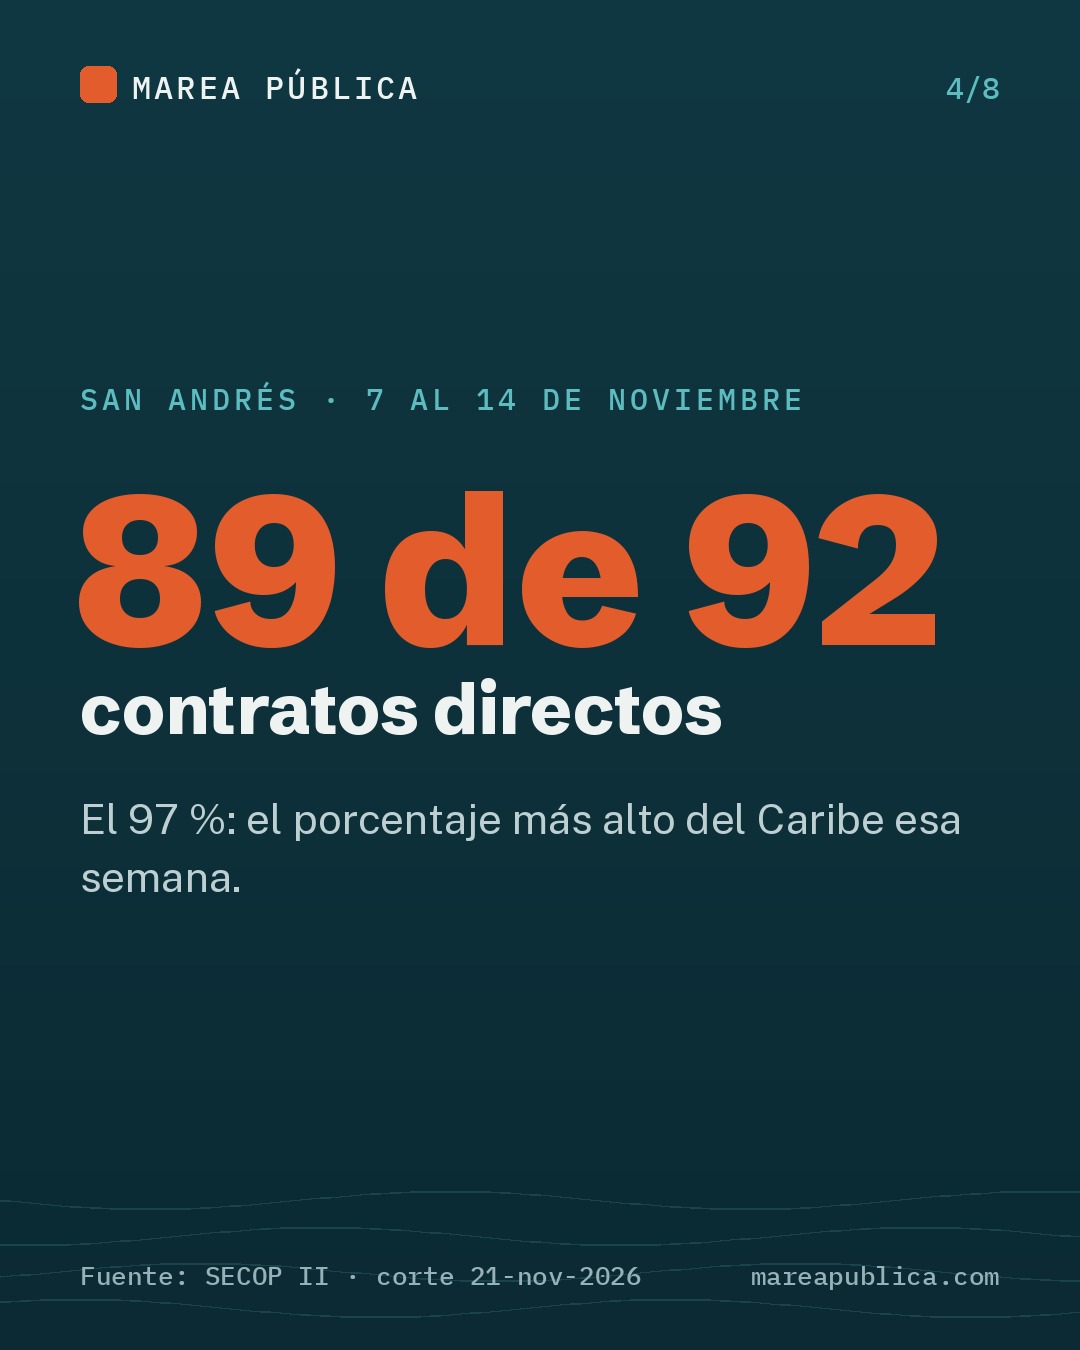 MAREA PÚBLICA
4/8
SAN ANDRÉS · 7 AL 14 DE NOVIEMBRE
89 de 92
contratos directos
El 97 %: el porcentaje más alto del Caribe esa
semana.
Fuente: SECOP II · corte 21-nov-2026
mareapublica.com